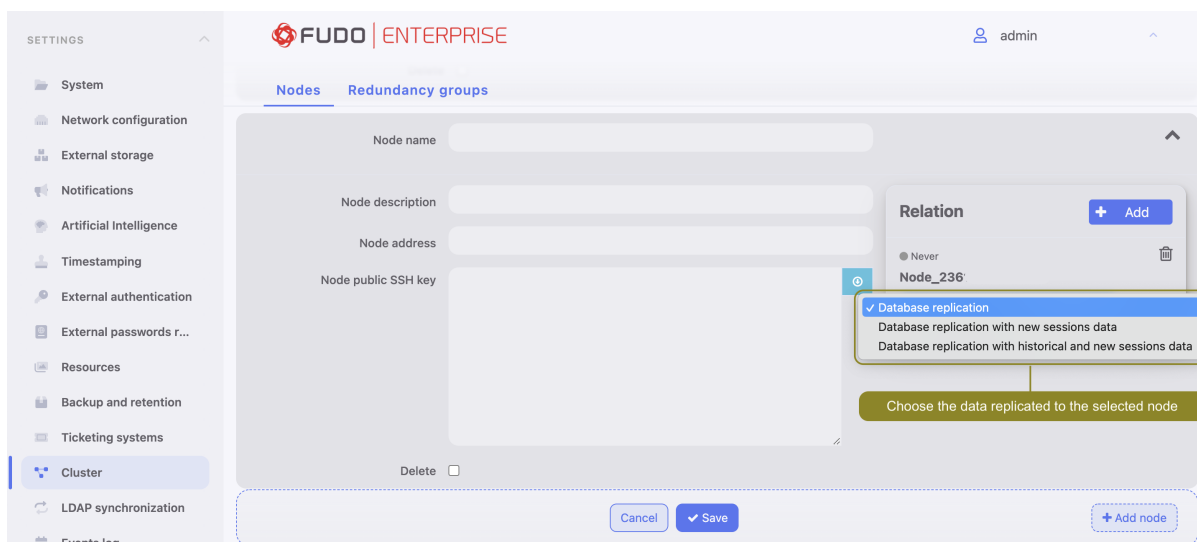 SETTINGS
System
Network configuration
External storage
Notifications
Artificial Intelligence
Timestamping
External authentication
External passwords r...
Resources
Backup and retention
Ticketing systems
Cluster
LDAP synchronization
Events log
FUDO ENTERPRISE
admin
Nodes Redundancy groups
Node name
Node description
Node address
Node public SSH key
Delete
Relation
+ Add
Never
Node_236
✓ Database replication
Database replication with new sessions data
Database replication with historical and new sessions data
Choose the data replicated to the selected node
Cancel
✓ Save
+ Add node